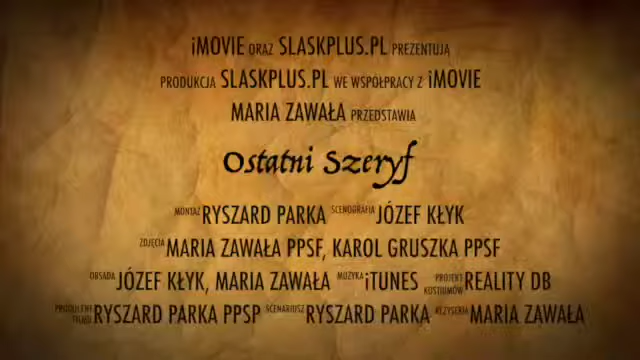 iMOVIE ORAZ SLASKPLUS.PL PREZENTUJĄ
PRODUKCJA SLASKPLUS.PL WE WSPÓŁPRACY Z iMOVIE
MARIA ZAWAŁA PRZEDSTAWIA
Ostatni Szeryf
MONTAŻ RYSZARD PARKA SCENOGRAFIA JÓZEF KŁYK
ZDJĘCIA MARIA ZAWAŁA PPSF, KAROL GRUSZKA PPSF
OBSADA JÓZEF KŁYK, MARIA ZAWAŁA MUZYKA iTUNES PROJEKT KOSTIUMÓW REALITY DB
PRODUCENT FILMU RYSZARD PARKA PPSP SCENARIUSZ RYSZARD PARKA REŻYSERIA MARIA ZAWAŁA